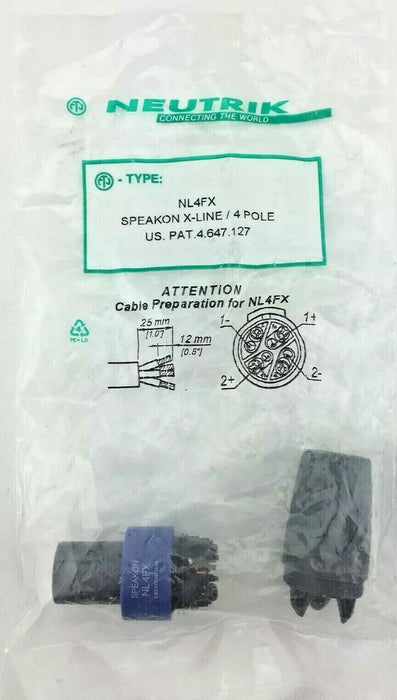 NEUTRIK
CONNECTING THE WORLD
- TYPE:
NL4FX
SPEAKON X-LINE / 4 POLE
US. PAT.4.647.127
ATTENTION
Cable Preparation for NL4FX
25 mm
[1.0"]
12 mm
[0.5"]
1- 1+
2+ 2-
4
PE-LD
SPEAKON
NL4FX